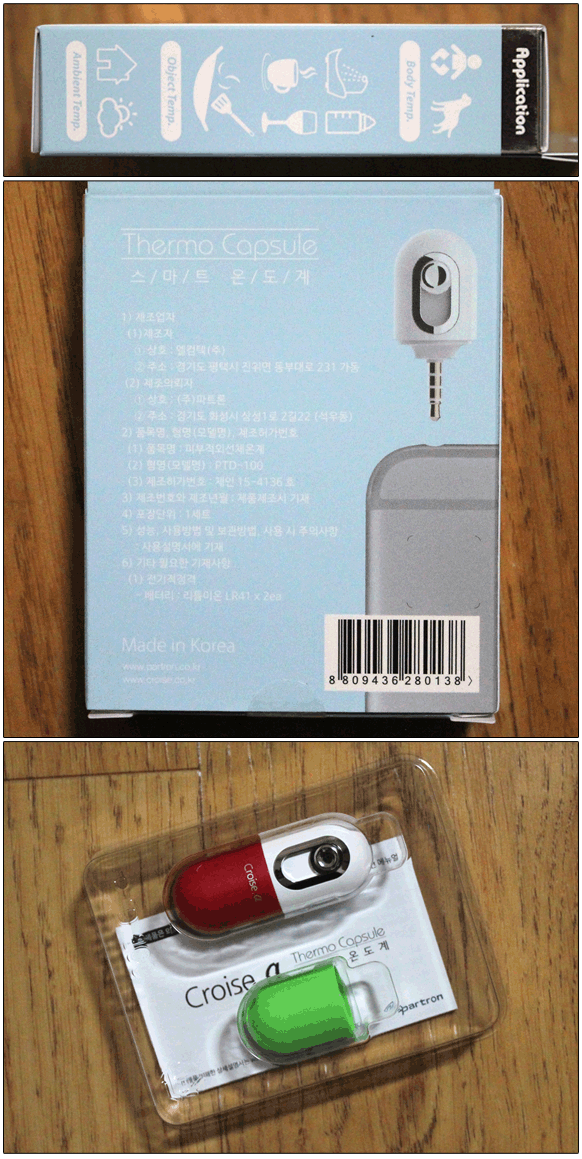 Application
Body Temp.
Object Temp.
Ambient Temp.
Thermo Capsule
스/마/트 온/도/계
1) 제조업자
(1)제조자
① 상호 : 엘컴텍(주)
② 주소 : 경기도 평택시 진위면 동부대로 231 가동
(2) 제조의뢰자
① 상호 : (주)파트론
② 주소 : 경기도 화성시 삼성1로 2길22 (석우동)
2) 품목명, 형명(모델명), 제조허가번호
(1) 품목명 : 피부적외선체온계
(2) 형명(모델명) : PTD-100
(3) 제조허가번호 : 제인 15-4136 호
3) 제조번호와 제조년월 : 제품제조시 기재
4) 포장단위 : 1세트
5) 성능, 사용방법 및 보관방법, 사용 시 주의사항
: 사용설명서에 기재
6) 기타 필요한 기재사항
(1) 전기적정격
- 베터리 : 리튬이온 LR41 x 2ea
Made in Korea
www.partron.co.kr
www.croise.co.kr
8 809436 280138
Croise a
메뉴얼
Croise a Thermo Capsule
온 도 계
partron